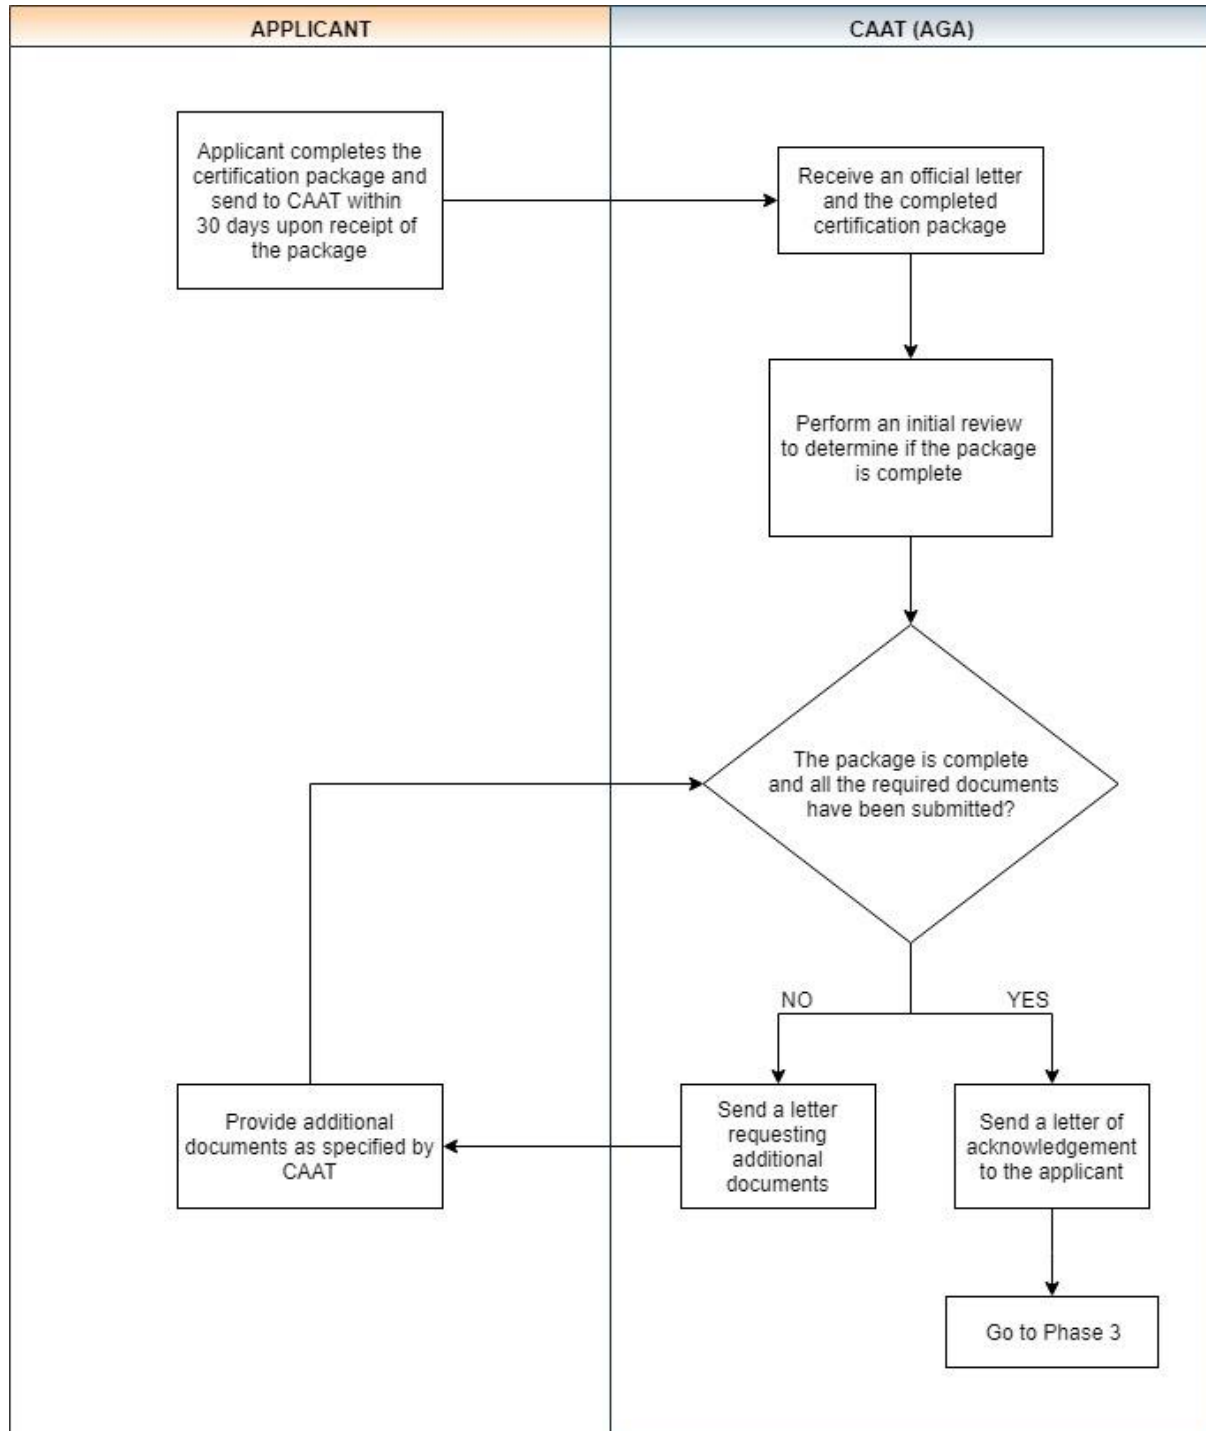 APPLICANT
CAAT (AGA)
Applicant completes the
certification package and
send to CAAT within
30 days upon receipt of
the package
Receive an official letter
and the completed
certification package
Perform an initial review
to determine if the package
is complete
The package is complete
and all the required documents
have been submitted?
NO
YES
Provide additional
documents as specified by
CAAT
Send a letter
requesting
additional
documents
Send a letter of
acknowledgement
to the applicant
Go to Phase 3